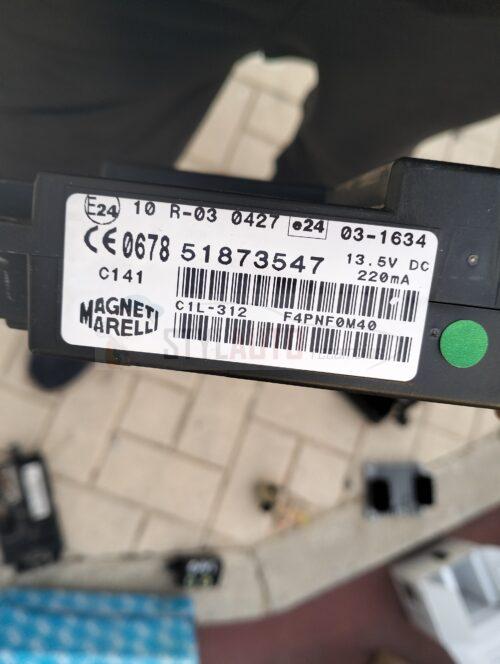 E24 10 R-03 0427 e24 03-1634
CE 0678 51873547 13.5V DC
C141 220mA
C1L-312 F4PNF0M40
MAGNETI
MARELLI